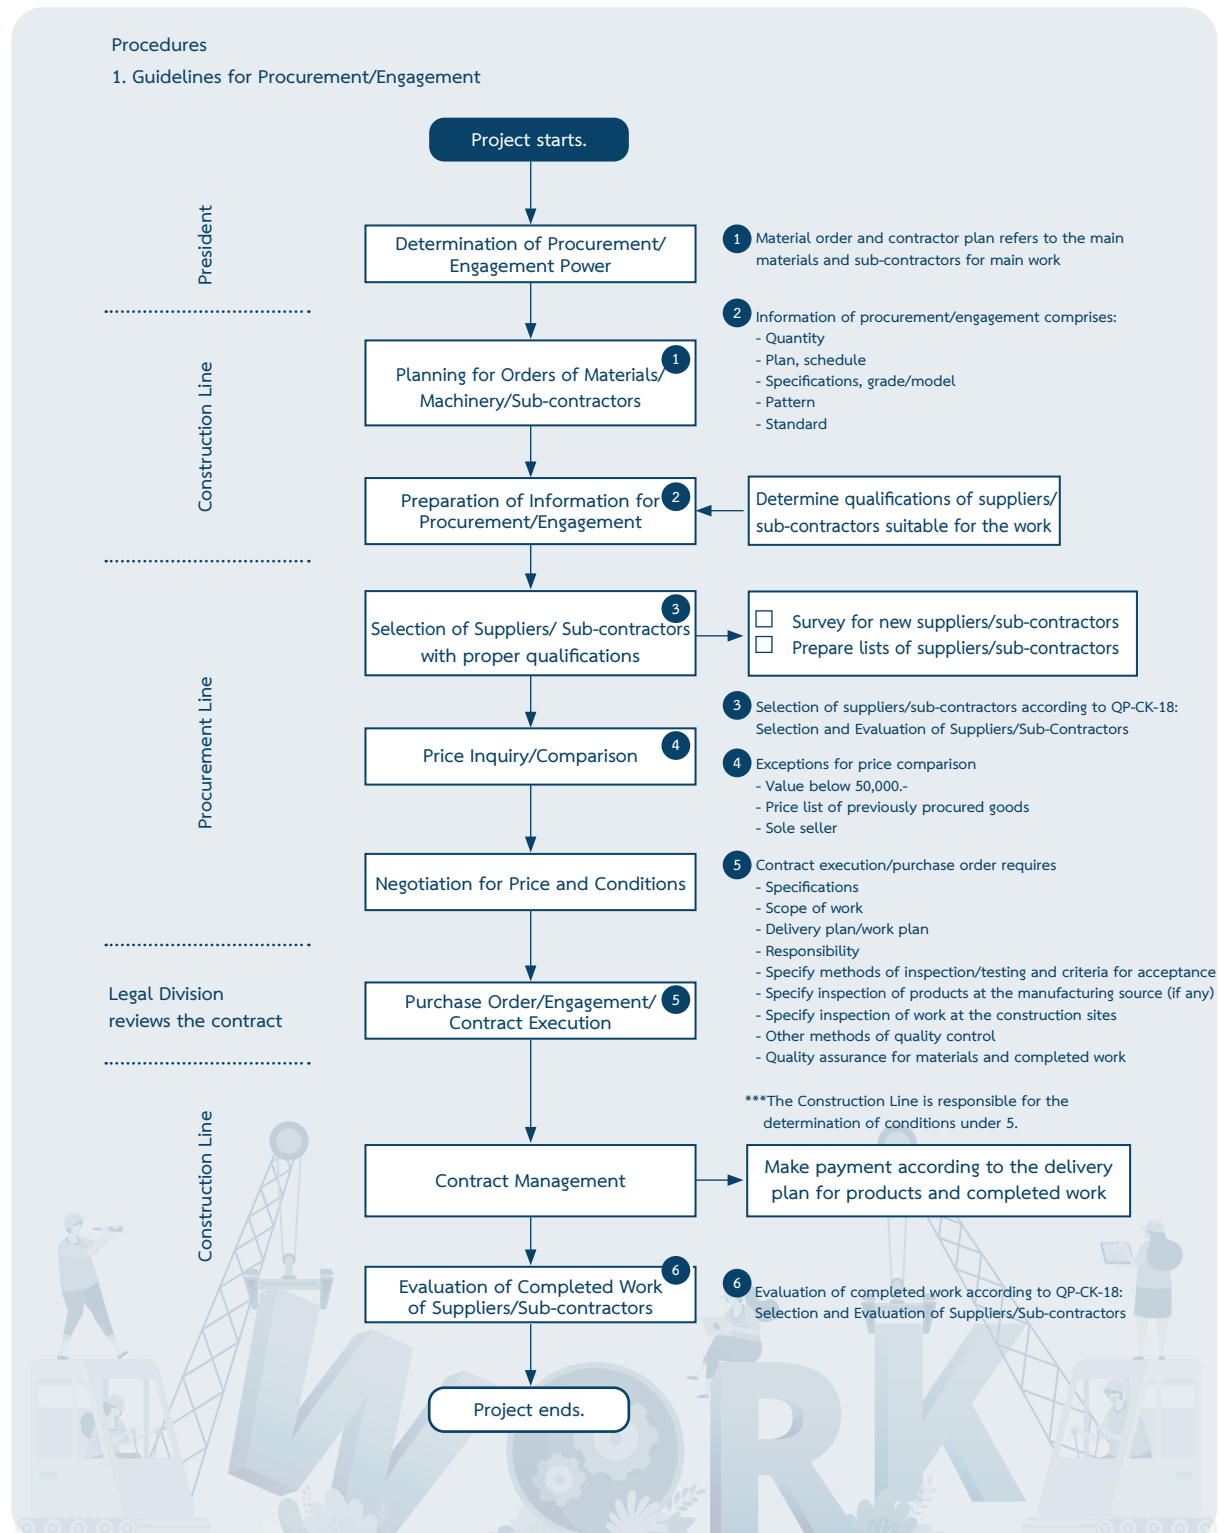 Procedures
1. Guidelines for Procurement/Engagement
Project starts.
President
Determination of Procurement/
Engagement Power
1 Material order and contractor plan refers to the main
materials and sub-contractors for main work
Construction Line
Planning for Orders of Materials/
Machinery/Sub-contractors
1
2 Information of procurement/engagement comprises:
- Quantity
- Plan, schedule
- Specifications, grade/model
- Pattern
- Standard
Preparation of Information for
Procurement/Engagement
2
Determine qualifications of suppliers/
sub-contractors suitable for the work
Procurement Line
Selection of Suppliers/ Sub-contractors
with proper qualifications
3
Survey for new suppliers/sub-contractors
Prepare lists of suppliers/sub-contractors
3 Selection of suppliers/sub-contractors according to QP-CK-18:
Selection and Evaluation of Suppliers/Sub-Contractors
Price Inquiry/Comparison
4
4 Exceptions for price comparison
- Value below 50,000.-
- Price list of previously procured goods
- Sole seller
Negotiation for Price and Conditions
5 Contract execution/purchase order requires
- Specifications
- Scope of work
- Delivery plan/work plan
- Responsibility
- Specify methods of inspection/testing and criteria for acceptance
- Specify inspection of products at the manufacturing source (if any)
- Specify inspection of work at the construction sites
- Other methods of quality control
- Quality assurance for materials and completed work
Legal Division
reviews the contract
Purchase Order/Engagement/
Contract Execution
5
***The Construction Line is responsible for the
determination of conditions under 5.
Construction Line
Contract Management
Make payment according to the delivery
plan for products and completed work
Evaluation of Completed Work
of Suppliers/Sub-contractors
6
6 Evaluation of completed work according to QP-CK-18:
Selection and Evaluation of Suppliers/Sub-contractors
Project ends.
WORK